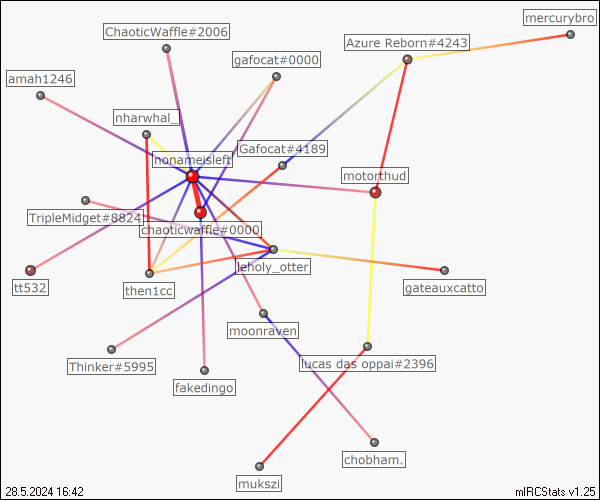 mercurybro
ChaoticWaffle#2006
Azure Reborn#4243
gafocat#0000
amah1246
nharwhal_
Gafocat#4189
nonameisleft
motorthud
TripleMidget#8824
chaoticwaffle#0000
leholy_otter
tt532
then1cc
gateauxcatto
moonraven
Thinker#5995
lucas das oppai#2396
fakedingo
chobham.
mukszi
28.5.2024 16:42
mIRCStats v1.25